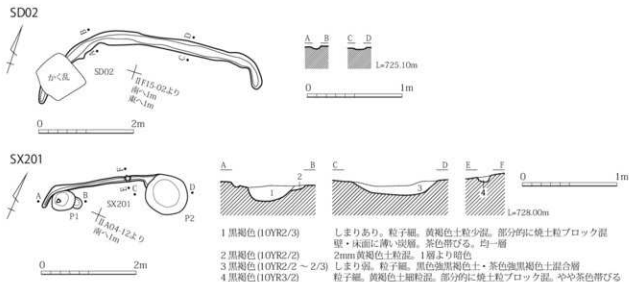 SD02
A B C D
L=725.10m
0 1m
かく乱
SD02
ⅡF15-02より
南へ1m
東へ1m
0 2m
SX201
A B C D E F
L=728.00m
0 1m
A B C D E F
P1 SX201 P2
ⅡA04-12より
南へ1m
0 2m
1 2 3 4
1 黒褐色(10YR2/3) しまりあり。粒子細。黄褐色土粒少混。部分的に焼土粒ブロック混
壁・床面に薄い炭層。茶色帯びる。均一層
2 黒褐色(10YR2/2) 2mm黄褐色土粒混。1層より暗色
3 黒褐色(10YR2/2 ~ 2/3) しまり弱。粒子細。黒色強黒褐色土・茶色強黒褐色土混合層
4 黒褐色(10YR3/2) 粒子細。黄褐色土細粒混。部分的に焼土粒ブロック混。やや茶色帯びる